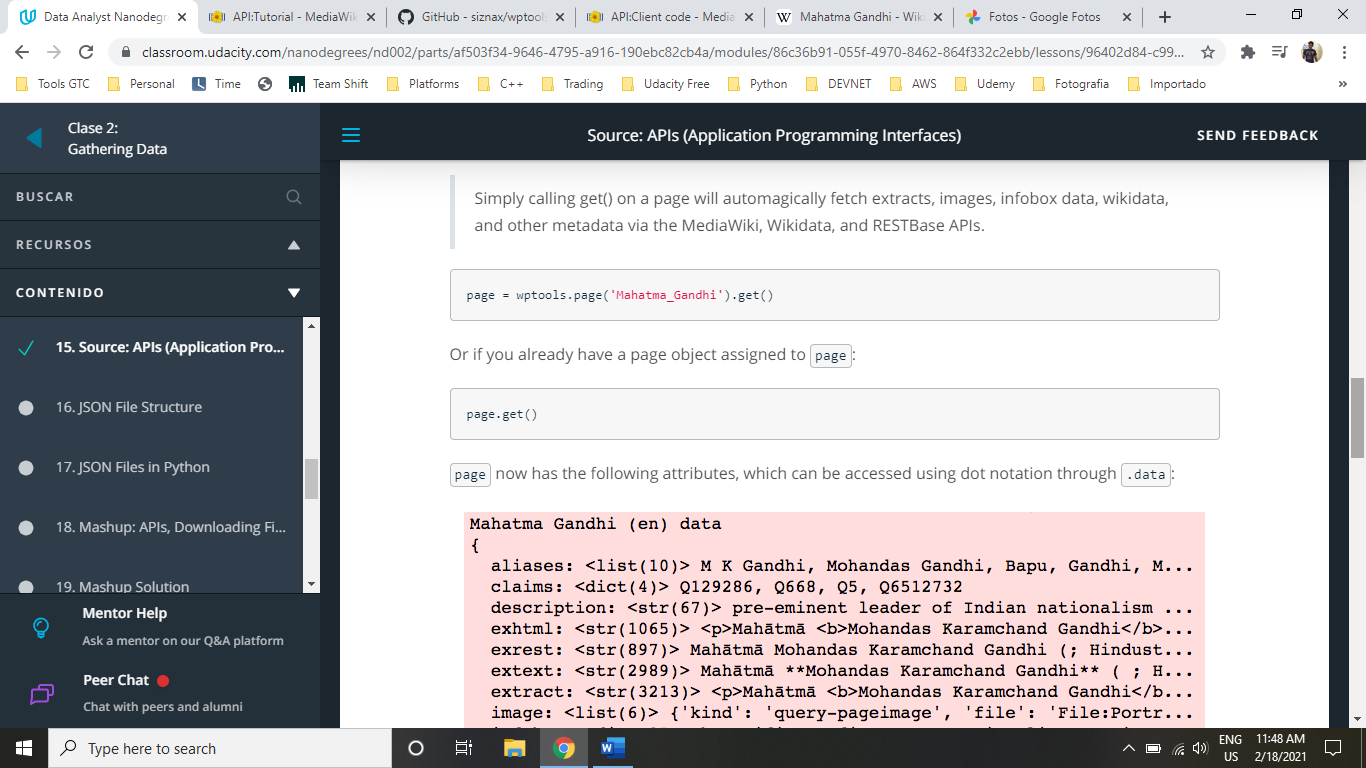 Data Analyst Nanodegr
API:Tutorial - MediaWik
GitHub - siznax/wptools
API:Client code - Media
Mahatma Gandhi - Wik
Fotos - Google Fotos
classroom.udacity.com/nanodegrees/nd002/parts/af503f34-9646-4795-a916-190ebc82cb4a/modules/86c36b91-055f-4970-8462-864f332c2ebb/lessons/96402d84-c99...
Tools GTC Personal Time Team Shift Platforms C++ Trading Udacity Free Python DEVNET AWS Udemy Fotografia Importado »
Clase 2:
Gathering Data
BUSCAR
RECURSOS
CONTENIDO
15. Source: APIs (Application Pro...
16. JSON File Structure
17. JSON Files in Python
18. Mashup: APIs, Downloading Fi...
19. Mashup Solution
Mentor Help
Ask a mentor on our Q&A platform
Peer Chat
Chat with peers and alumni
Source: APIs (Application Programming Interfaces)
SEND FEEDBACK
Simply calling get() on a page will automagically fetch extracts, images, infobox data, wikidata,
and other metadata via the MediaWiki, Wikidata, and RESTBase APIs.
page = wptools.page('Mahatma_Gandhi').get()
Or if you already have a page object assigned to page:
page.get()
page now has the following attributes, which can be accessed using dot notation through .data:
Mahatma Gandhi (en) data
{
aliases: <list(10)> M K Gandhi, Mohandas Gandhi, Bapu, Gandhi, M...
claims: <dict(4)> Q129286, Q668, Q5, Q6512732
description: <str(67)> pre-eminent leader of Indian nationalism ...
exhtml: <str(1065)> <p>Mahātmā <b>Mohandas Karamchand Gandhi</b>...
exrest: <str(897)> Mahātmā Mohandas Karamchand Gandhi (; Hindust...
extext: <str(2989)> Mahātmā **Mohandas Karamchand Gandhi** ( ; H...
extract: <str(3213)> <p>Mahātmā <b>Mohandas Karamchand Gandhi</b...
image: <list(6)> {'kind': 'query-pageimage', 'file': 'File:Portr...
Type here to search
ENG
US
11:48 AM
2/18/2021